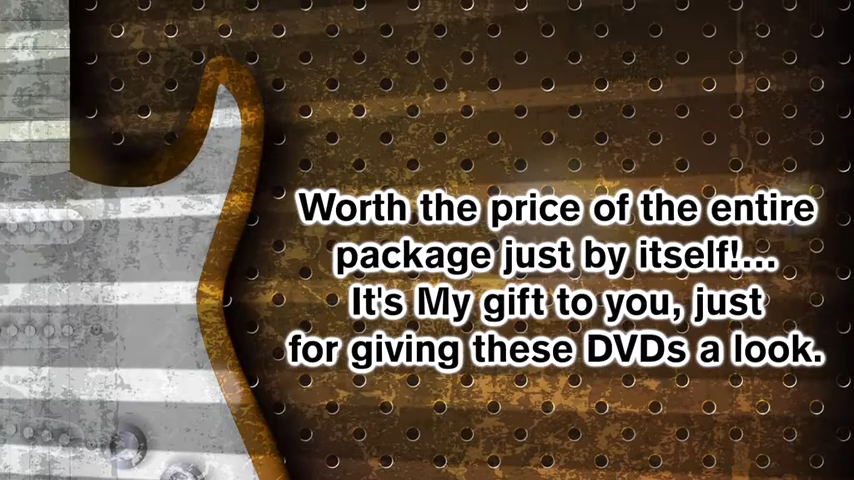 Worth the price of the entire
package just by itself!...
It's My gift to you, just
for giving these DVDs a look.